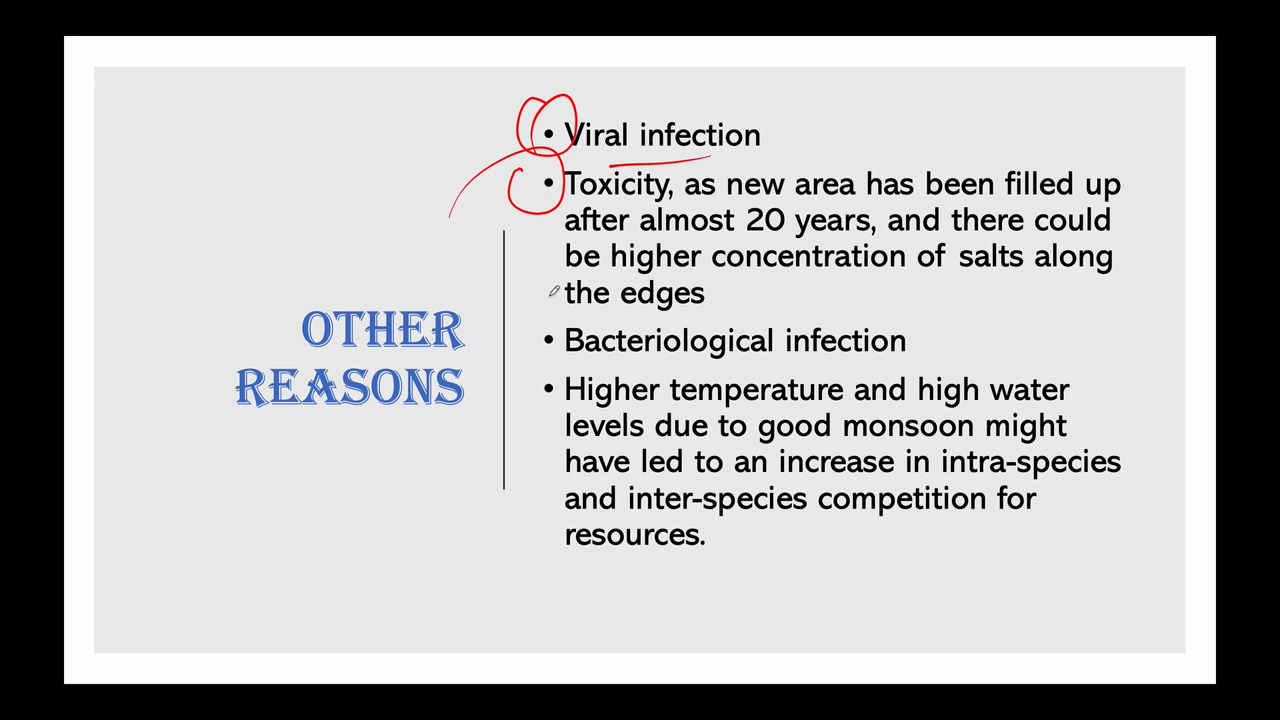 OTHER
REASONS
• Viral infection
• Toxicity, as new area has been filled up
after almost 20 years, and there could
be higher concentration of salts along
the edges
• Bacteriological infection
• Higher temperature and high water
levels due to good monsoon might
have led to an increase in intra-species
and inter-species competition for
resources.